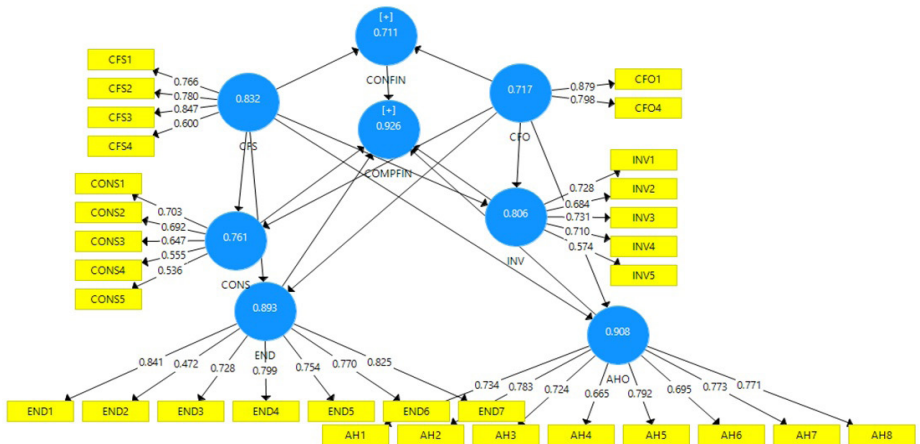 [+]
0.711
CONFIN
CFS1
CFS2
CFS3
CFS4
0.766
0.780
0.847
0.600
0.832
CFS
[+]
0.926
COMPFIN
0.717
CFO
0.879
0.798
CFO1
CFO4
CONS1
CONS2
CONS3
CONS4
CONS5
0.703
0.692
0.647
0.555
0.536
0.761
CONS
0.806
INV
0.728
0.684
0.731
0.710
0.574
INV1
INV2
INV3
INV4
INV5
0.893
END
0.841
0.472
0.728
0.799
0.754
0.770
0.825
END1
END2
END3
END4
END5
END6
END7
0.908
AHO
0.734
0.783
0.724
0.665
0.792
0.695
0.773
0.771
AH1
AH2
AH3
AH4
AH5
AH6
AH7
AH8